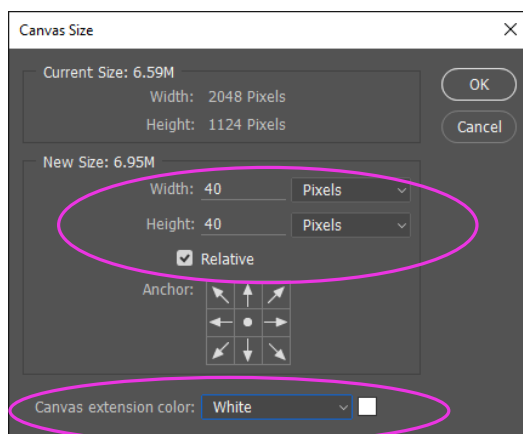 Canvas Size
Current Size: 6.59M
Width: 2048 Pixels
Height: 1124 Pixels
OK
Cancel
New Size: 6.95M
Width: 40 Pixels
Height: 40 Pixels
Relative
Anchor:
Canvas extension color: White